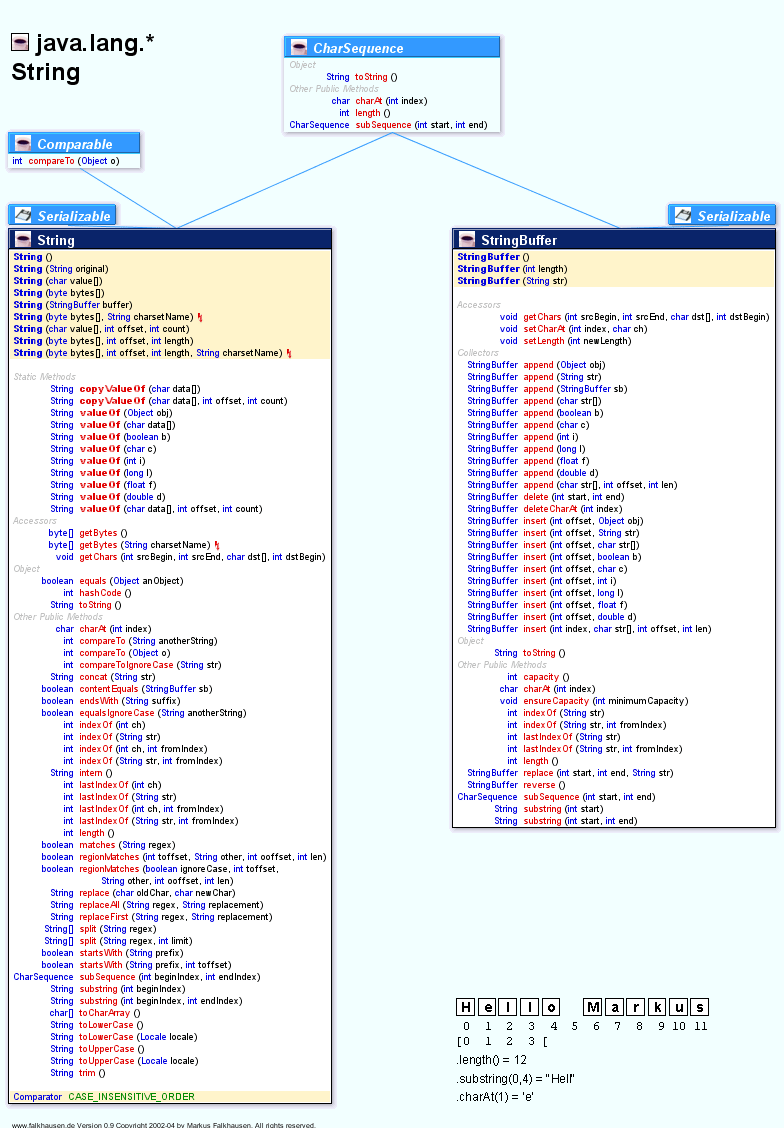 java.lang.*
String
CharSequence
Object
String toString ()
Other Public Methods
char charAt (int index)
int length ()
CharSequence subSequence (int start, int end)
Comparable
int compareTo (Object o)
Serializable
String
String ()
String (String original)
String (char value[])
String (byte bytes[])
String (StringBuffer buffer)
String (byte bytes[], String charsetName)
String (char value[], int offset, int count)
String (byte bytes[], int offset, int length)
String (byte bytes[], int offset, int length, String charsetName)
Static Methods
String copyValueOf (char data[])
String copyValueOf (char data[], int offset, int count)
String valueOf (Object obj)
String valueOf (char data[])
String valueOf (boolean b)
String valueOf (char c)
String valueOf (int i)
String valueOf (long l)
String valueOf (float f)
String valueOf (double d)
String valueOf (char data[], int offset, int count)
Accessors
byte[] getBytes ()
byte[] getBytes (String charsetName)
void getChars (int srcBegin, int srcEnd, char dst[], int dstBegin)
Object
boolean equals (Object anObject)
int hashCode ()
String toString ()
Other Public Methods
char charAt (int index)
int compareTo (String anotherString)
int compareTo (Object o)
int compareToIgnoreCase (String str)
String concat (String str)
boolean contentEquals (StringBuffer sb)
boolean endsWith (String suffix)
boolean equalsIgnoreCase (String anotherString)
int indexOf (int ch)
int indexOf (String str)
int indexOf (int ch, int fromIndex)
int indexOf (String str, int fromIndex)
String intern ()
int lastIndexOf (int ch)
int lastIndexOf (String str)
int lastIndexOf (int ch, int fromIndex)
int lastIndexOf (String str, int fromIndex)
int length ()
boolean matches (String regex)
boolean regionMatches (int toffset, String other, int ooffset, int len)
boolean regionMatches (boolean ignoreCase, int toffset,
String other, int ooffset, int len)
String replace (char oldChar, char newChar)
String replaceAll (String regex, String replacement)
String replaceFirst (String regex, String replacement)
String[] split (String regex)
String[] split (String regex, int limit)
boolean startsWith (String prefix)
boolean startsWith (String prefix, int toffset)
CharSequence subSequence (int beginIndex, int endIndex)
String substring (int beginIndex)
String substring (int beginIndex, int endIndex)
char[] toCharArray ()
String toLowerCase ()
String toLowerCase (Locale locale)
String toUpperCase ()
String toUpperCase (Locale locale)
String trim ()
Comparator CASE_INSENSITIVE_ORDER
Serializable
StringBuffer
StringBuffer ()
StringBuffer (int length)
StringBuffer (String str)
Accessors
void getChars (int srcBegin, int srcEnd, char dst[], int dstBegin)
void setCharAt (int index, char ch)
void setLength (int newLength)
Collectors
StringBuffer append (Object obj)
StringBuffer append (String str)
StringBuffer append (StringBuffer sb)
StringBuffer append (char str[])
StringBuffer append (boolean b)
StringBuffer append (char c)
StringBuffer append (int i)
StringBuffer append (long l)
StringBuffer append (float f)
StringBuffer append (double d)
StringBuffer append (char str[], int offset, int len)
StringBuffer delete (int start, int end)
StringBuffer deleteCharAt (int index)
StringBuffer insert (int offset, Object obj)
StringBuffer insert (int offset, String str)
StringBuffer insert (int offset, char str[])
StringBuffer insert (int offset, boolean b)
StringBuffer insert (int offset, char c)
StringBuffer insert (int offset, int i)
StringBuffer insert (int offset, long l)
StringBuffer insert (int offset, float f)
StringBuffer insert (int offset, double d)
StringBuffer insert (int index, char str[], int offset, int len)
Object
String toString ()
Other Public Methods
int capacity ()
char charAt (int index)
void ensureCapacity (int minimumCapacity)
int indexOf (String str)
int indexOf (String str, int fromIndex)
int lastIndexOf (String str)
int lastIndexOf (String str, int fromIndex)
int length ()
StringBuffer replace (int start, int end, String str)
StringBuffer reverse ()
CharSequence subSequence (int start, int end)
String substring (int start)
String substring (int start, int end)
H e l l o M a r k u s
0 1 2 3 4 5 6 7 8 9 10 11
[ 0 1 2 3 [
.length() = 12
.substring(0,4) = "Hell"
.charAt(1) = 'e'
www.falkhausen.de Version 0.9 Copyright 2002-04 by Markus Falkhausen. All rights reserved.